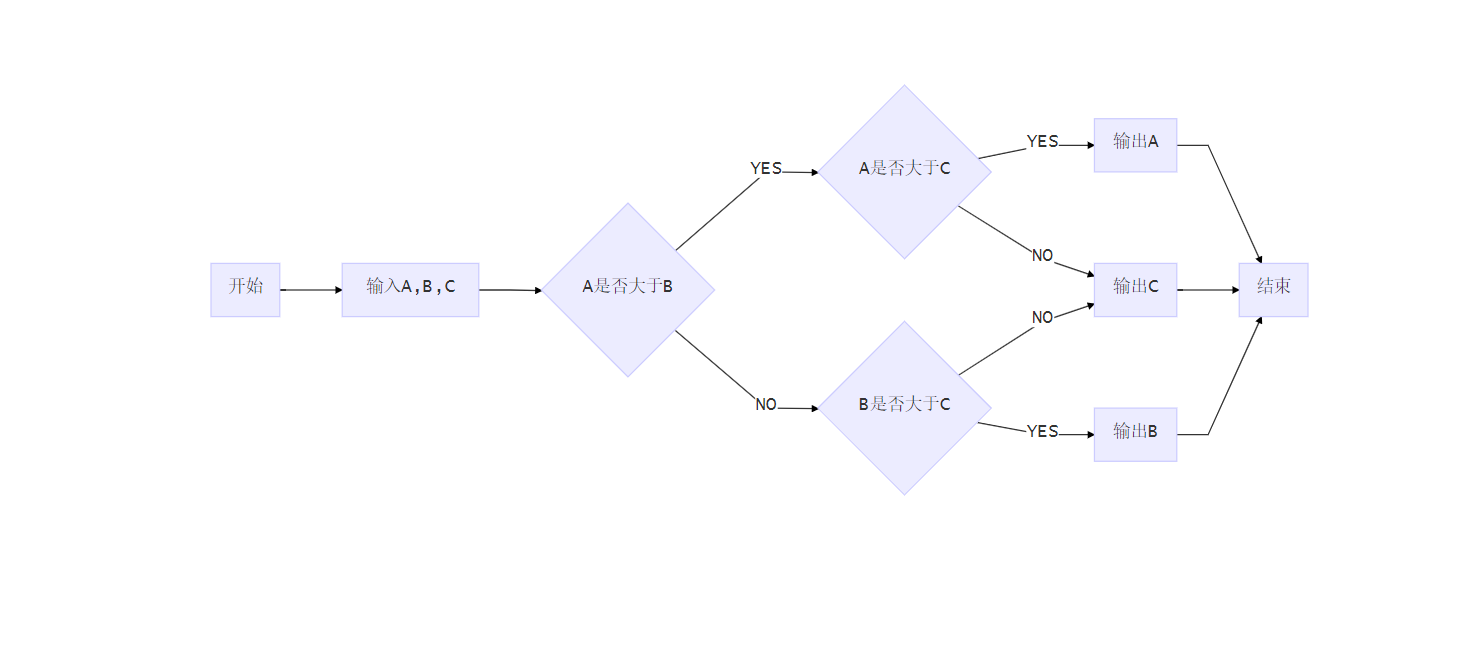 开始
输入A,B,C
A是否大于B
YES
NO
A是否大于C
YES
NO
B是否大于C
NO
YES
输出A
输出C
输出B
结束